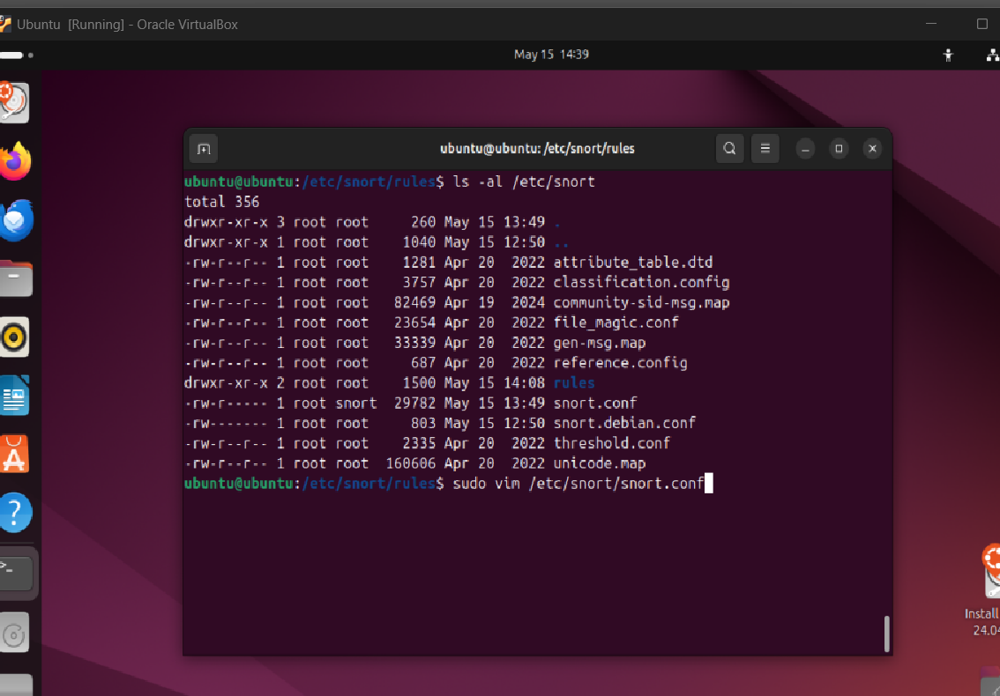 Ubuntu [Running] - Oracle VirtualBox
May 15 14:39
ubuntu@ubuntu: /etc/snort/rules
ubuntu@ubuntu:/etc/snort/rules$ ls -al /etc/snort
total 356
drwxr-xr-x 3 root root 260 May 15 13:49 .
drwxr-xr-x 1 root root 1040 May 15 12:50 ..
-rw-r--r-- 1 root root 1281 Apr 20 2022 attribute_table.dtd
-rw-r--r-- 1 root root 3757 Apr 20 2022 classification.config
-rw-r--r-- 1 root root 82469 Apr 19 2024 community-sid-msg.map
-rw-r--r-- 1 root root 23654 Apr 20 2022 file_magic.conf
-rw-r--r-- 1 root root 33339 Apr 20 2022 gen-msg.map
-rw-r--r-- 1 root root 687 Apr 20 2022 reference.config
drwxr-xr-x 2 root root 1500 May 15 14:08 rules
-rw-r----- 1 root snort 29782 May 15 13:49 snort.conf
-rw------- 1 root root 803 May 15 12:50 snort.debian.conf
-rw-r--r-- 1 root root 2335 Apr 20 2022 threshold.conf
-rw-r--r-- 1 root root 160606 Apr 20 2022 unicode.map
ubuntu@ubuntu:/etc/snort/rules$ sudo vim /etc/snort/snort.conf
Install
24.04